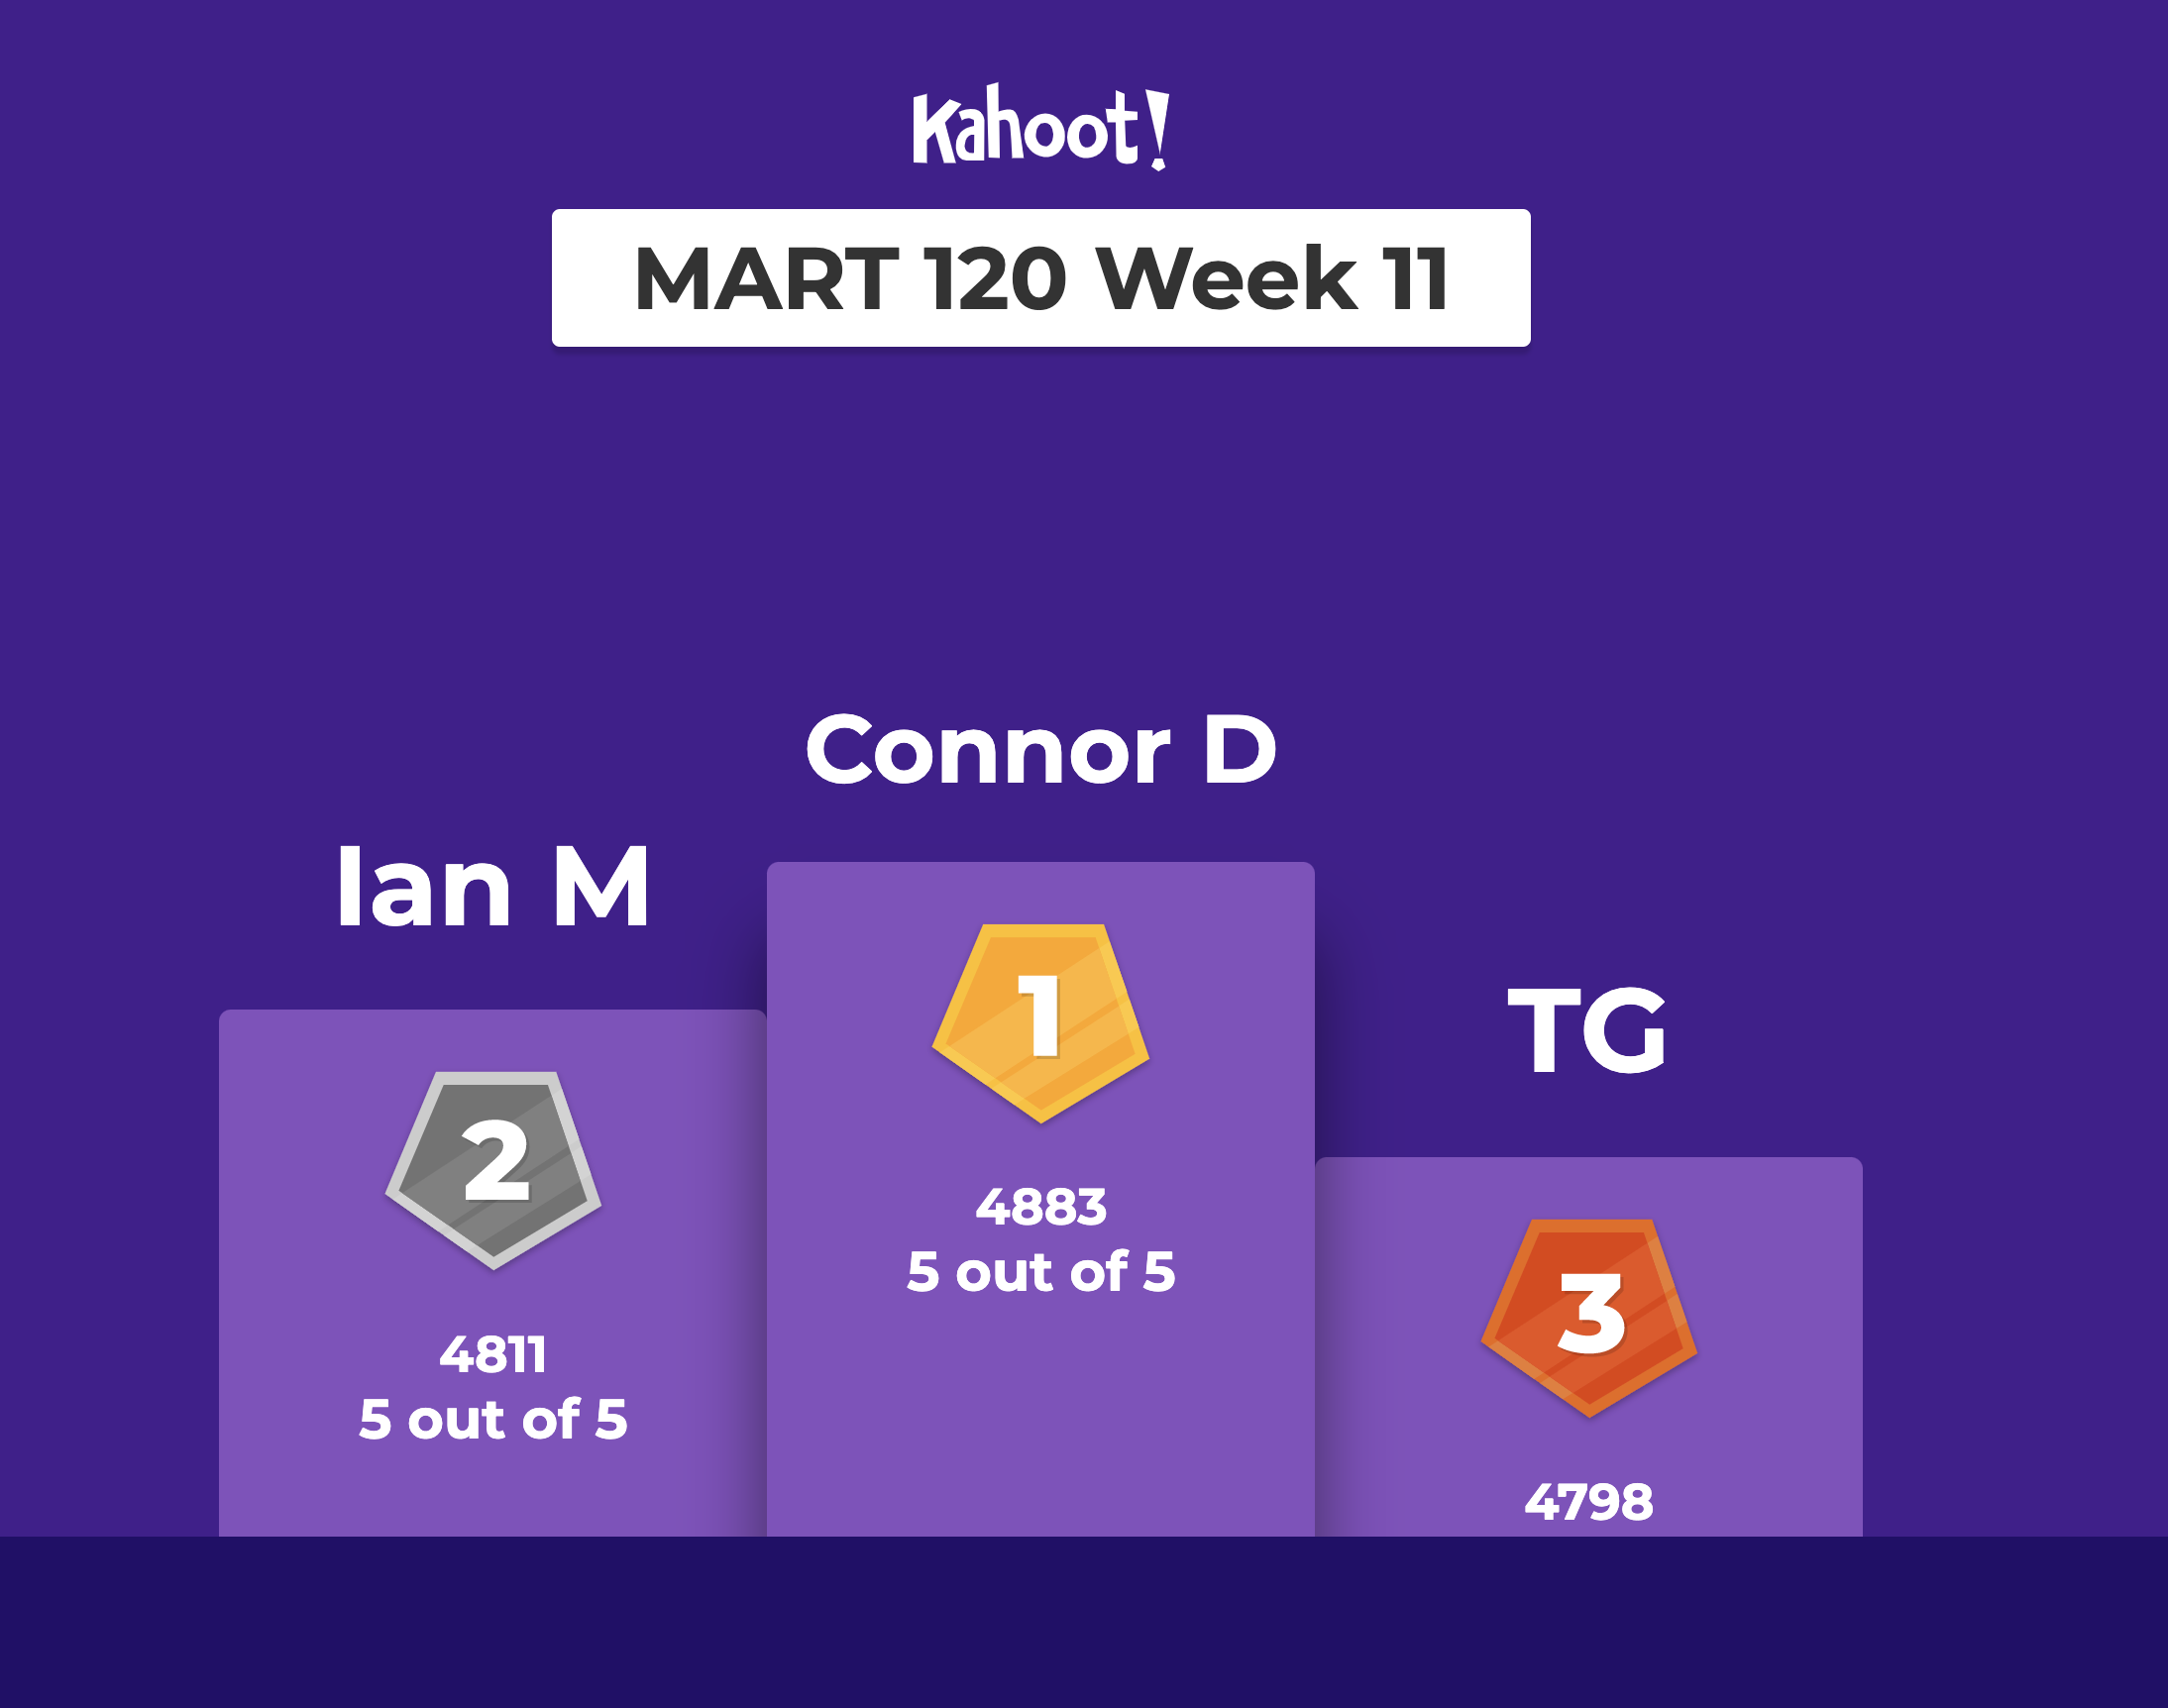 Kahoot!
MART 120 Week 11
Connor D
Ian M
TG
1
2
3
4883
5 out of 5
4811
5 out of 5
4798